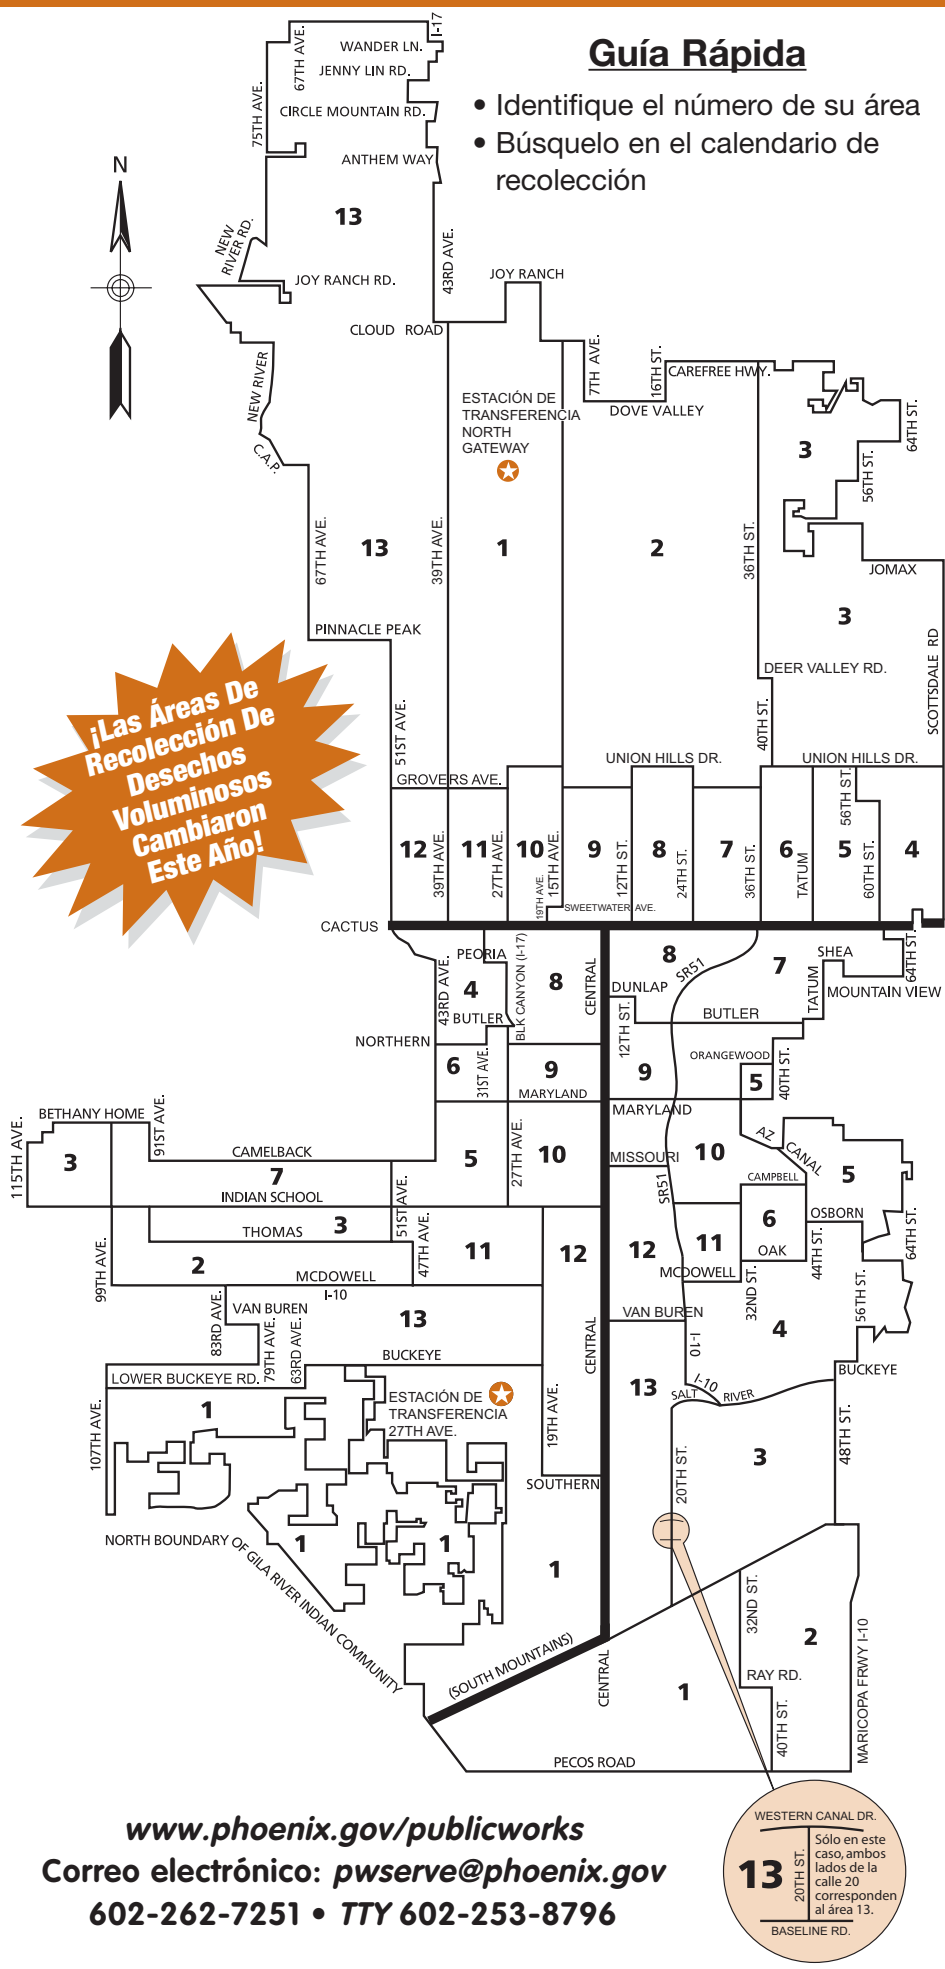 Guía Rápida
• Identifique el número de su área
• Búsquelo en el calendario de
recolección
I-17
67TH AVE.
WANDER LN.
JENNY LIN RD.
75TH AVE.
CIRCLE MOUNTAIN RD.
ANTHEM WAY
N
13
NEW
RIVER RD.
43RD AVE.
JOY RANCH RD.
JOY RANCH
CLOUD ROAD
7TH AVE.
16TH ST.
CAREFREE HWY.
DOVE VALLEY
NEW RIVER
C.A.P.
ESTACIÓN DE
TRANSFERENCIA
NORTH
GATEWAY
64TH ST.
3
56TH ST.
67TH AVE.
13
39TH AVE.
1
2
36TH ST.
JOMAX
3
PINNACLE PEAK
SCOTTSDALE RD
DEER VALLEY RD.
¡Las Áreas De
Recolección De
Desechos
Voluminosos
Cambiaron
Este Año!
51ST AVE.
40TH ST.
GROVERS AVE.
UNION HILLS DR.
UNION HILLS DR.
56TH ST.
12
39TH AVE.
11
27TH AVE.
10
19TH AVE.
15TH AVE.
9
12TH ST.
8
24TH ST.
7
36TH ST.
6
TATUM
5
60TH ST.
4
SWEETWATER AVE.
CACTUS
PEORIA
43RD AVE.
4
BUTLER
BLK CANYON (I-17)
8
CENTRAL
8
SR51
7
SHEA
64TH ST.
TATUM
MOUNTAIN VIEW
DUNLAP
12TH ST.
BUTLER
NORTHERN
6
31ST AVE.
9
MARYLAND
9
ORANGEWOOD
5
40TH ST.
MARYLAND
BETHANY HOME
115TH AVE.
3
91ST AVE.
CAMELBACK
7
INDIAN SCHOOL
5
27TH AVE.
10
MISSOURI
10
SR51
AZ CANAL
5
CAMPBELL
51ST AVE.
6
OSBORN
64TH ST.
THOMAS
3
99TH AVE.
2
47TH AVE.
11
12
12
11
OAK
44TH ST.
MCDOWELL
I-10
MCDOWELL
32ND ST.
56TH ST.
83RD AVE.
VAN BUREN
VAN BUREN
13
4
79TH AVE.
63RD AVE.
BUCKEYE
CENTRAL
I-10
BUCKEYE
LOWER BUCKEYE RD.
13
I-10
SALT RIVER
1
ESTACIÓN DE
TRANSFERENCIA
27TH AVE.
107TH AVE.
19TH AVE.
20TH ST.
3
48TH ST.
SOUTHERN
NORTH BOUNDARY OF GILA RIVER INDIAN COMMUNITY
1
1
1
32ND ST.
2
(SOUTH MOUNTAINS)
CENTRAL
1
RAY RD.
MARICOPA FRWY I-10
40TH ST.
PECOS ROAD
WESTERN CANAL DR.
13
20TH ST.
Sólo en este
caso, ambos
lados de la
calle 20
corresponden
al área 13.
BASELINE RD.
www.phoenix.gov/publicworks
Correo electrónico: pwserve@phoenix.gov
602-262-7251 • TTY 602-253-8796